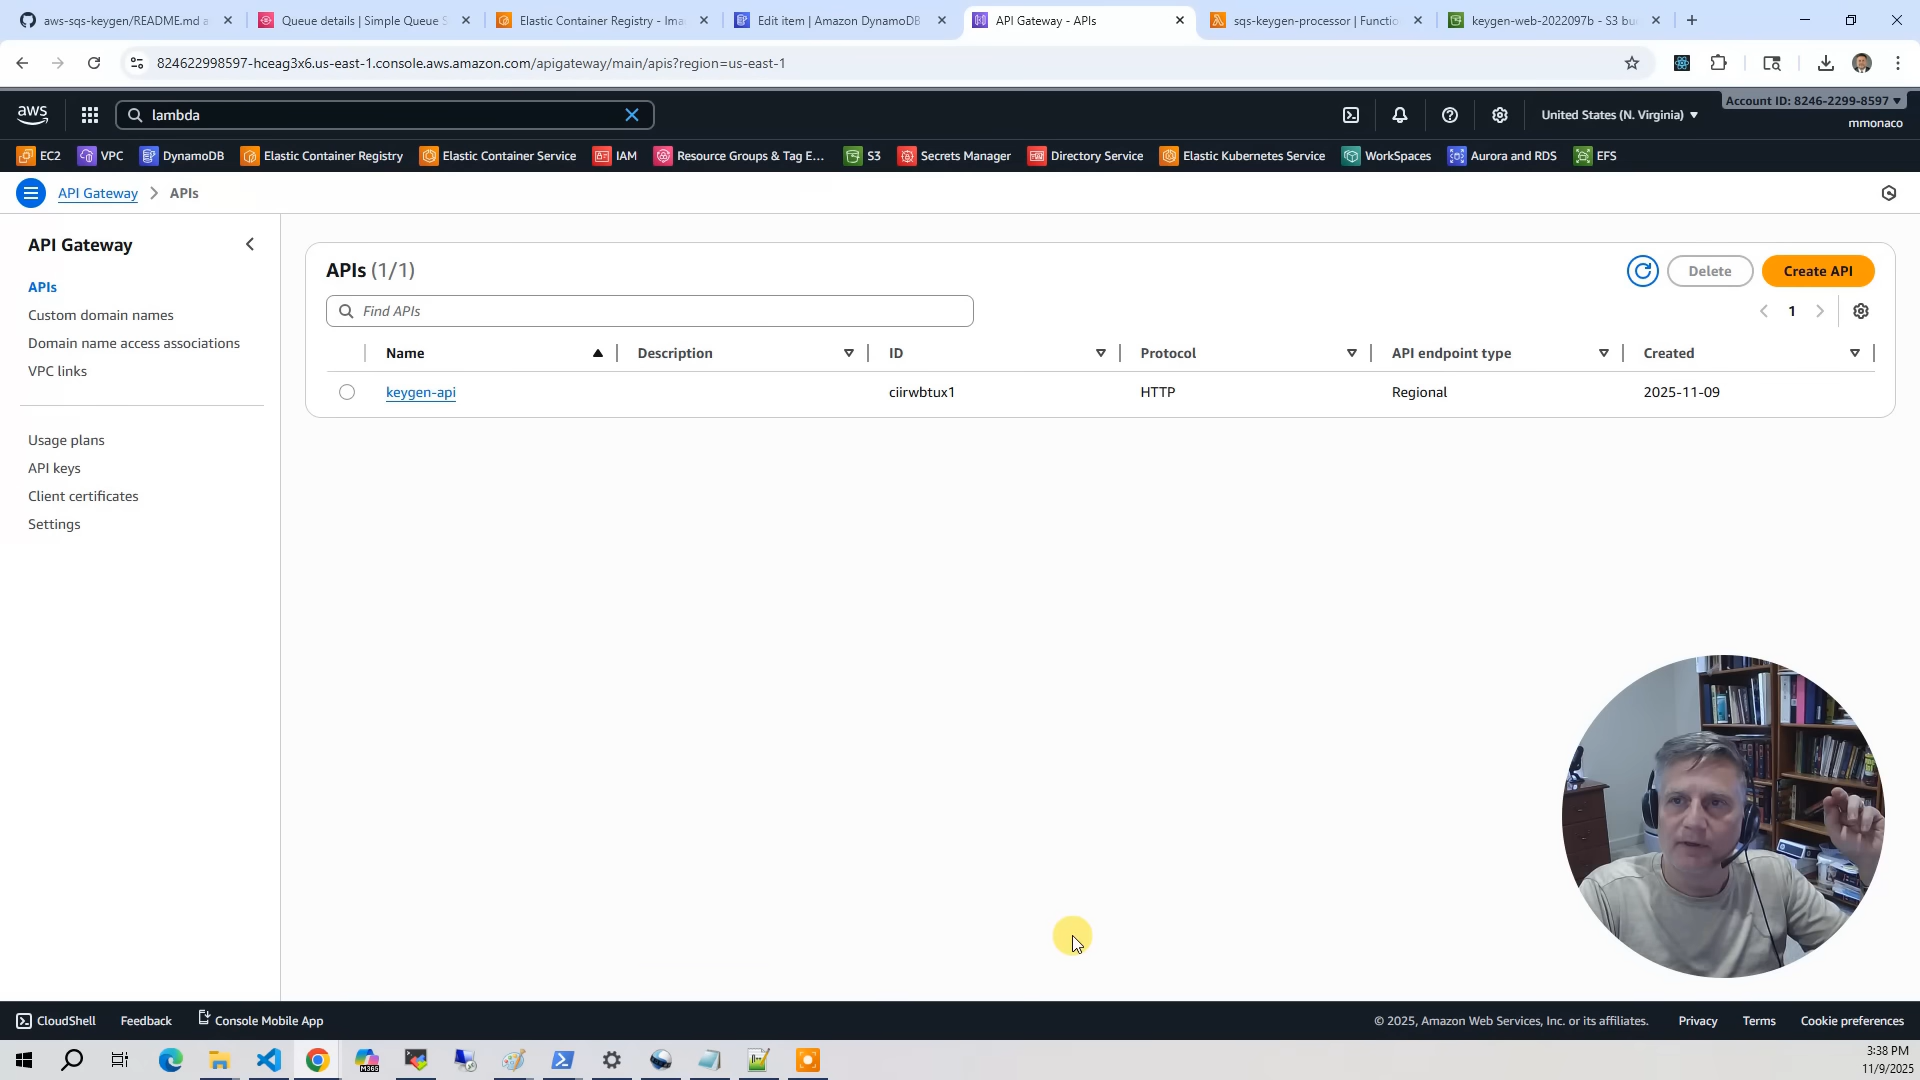 aws-sqs-keygen/README.md a
Queue details | Simple Queue S
Elastic Container Registry - Ima
Edit item | Amazon DynamoDB
API Gateway - APIs
sqs-keygen-processor | Functio
keygen-web-2022097b - S3 bu
824622998597-hceag3x6.us-east-1.console.aws.amazon.com/apigateway/main/apis?region=us-east-1
aws
lambda
United States (N. Virginia)
Account ID: 8246-2299-8597
mmonaco
EC2
VPC
DynamoDB
Elastic Container Registry
Elastic Container Service
IAM
Resource Groups & Tag E...
S3
Secrets Manager
Directory Service
Elastic Kubernetes Service
WorkSpaces
Aurora and RDS
EFS
API Gateway
APIs
API Gateway
APIs
Custom domain names
Domain name access associations
VPC links
Usage plans
API keys
Client certificates
Settings
APIs (1/1)
Delete
Create API
Find APIs
1
Name Description ID Protocol API endpoint type Created
keygen-api ciirwbtux1 HTTP Regional 2025-11-09
CloudShell
Feedback
Console Mobile App
© 2025, Amazon Web Services, Inc. or its affiliates.
Privacy
Terms
Cookie preferences
M365
3:38 PM
11/9/2025